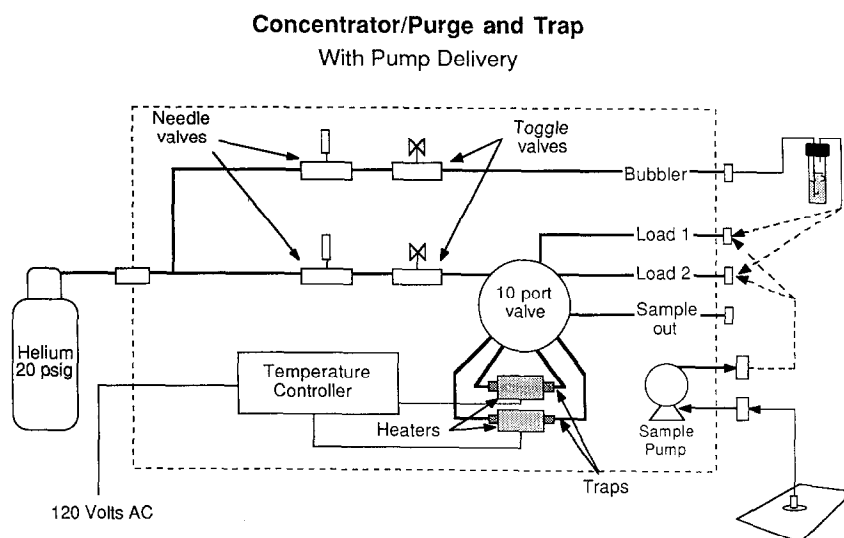 Concentrator/Purge and Trap
With Pump Delivery
Needle
valves
Toggle
valves
Bubbler
Load 1
Load 2
Sample
out
10 port
valve
Helium
20 psig
Temperature
Controller
Heaters
Sample
Pump
Traps
120 Volts AC